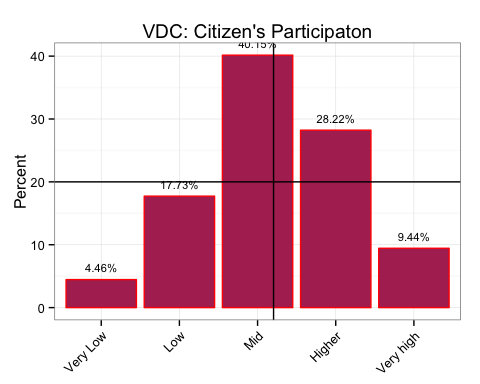 VDC: Citizen's Participaton
Percent
40
30
20
10
0
4.46%
17.73%
40.15%
28.22%
9.44%
Very Low
Low
Mid
Higher
Very high